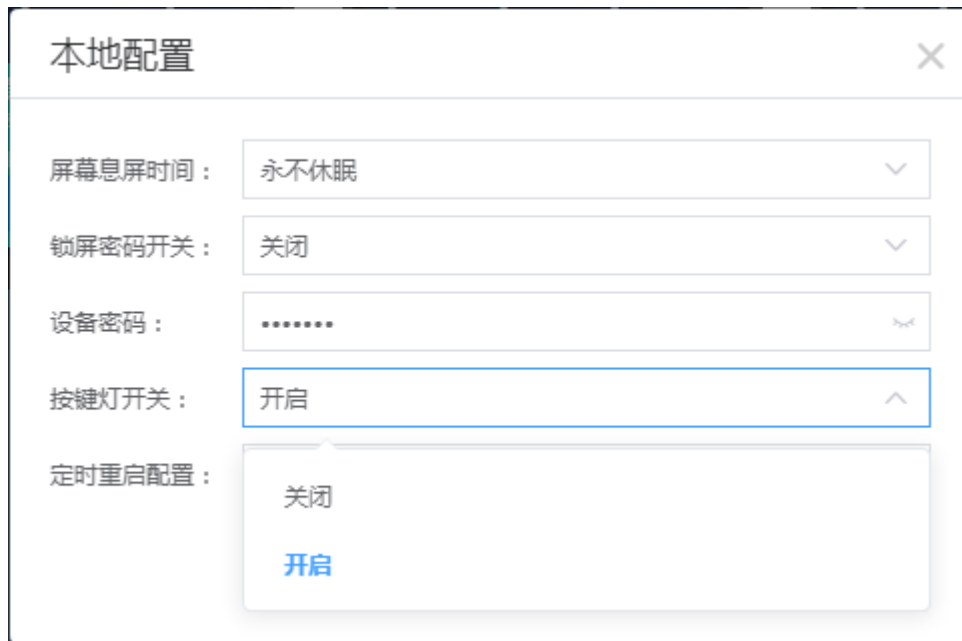 本地配置
屏幕息屏时间：
永不休眠
锁屏密码开关：
关闭
设备密码：
•••••••
按键灯开关：
开启
定时重启配置：
关闭
开启